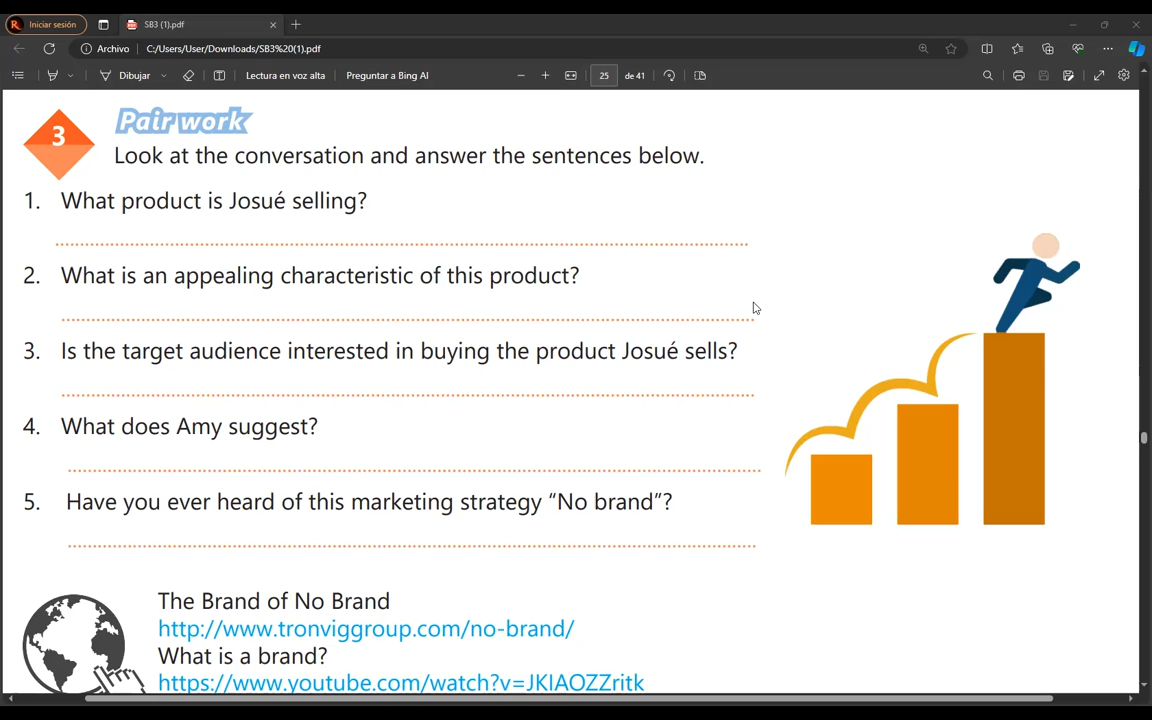 R Iniciar sesión
SB3 (1).pdf
Archivo C:/Users/User/Downloads/SB3%20(1).pdf
Dibujar Lectura en voz alta Preguntar a Bing AI 25 de 41
3
Pair work
Look at the conversation and answer the sentences below.
1. What product is Josué selling?
2. What is an appealing characteristic of this product?
3. Is the target audience interested in buying the product Josué sells?
4. What does Amy suggest?
5. Have you ever heard of this marketing strategy “No brand”?
The Brand of No Brand
http://www.tronviggroup.com/no-brand/
What is a brand?
https://www.youtube.com/watch?v=JKIAOZZritk